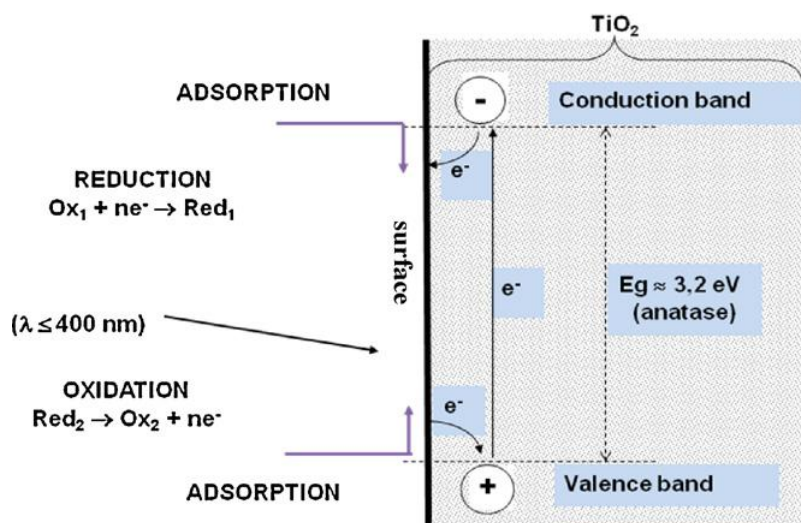 TiO₂
ADSORPTION
-
Conduction band
e⁻
REDUCTION
Ox₁ + ne⁻ → Red₁
surface
e⁻
Eg ≈ 3,2 eV
(anatase)
(λ ≤ 400 nm)
OXIDATION
Red₂ → Ox₂ + ne⁻
e⁻
ADSORPTION
+
Valence band